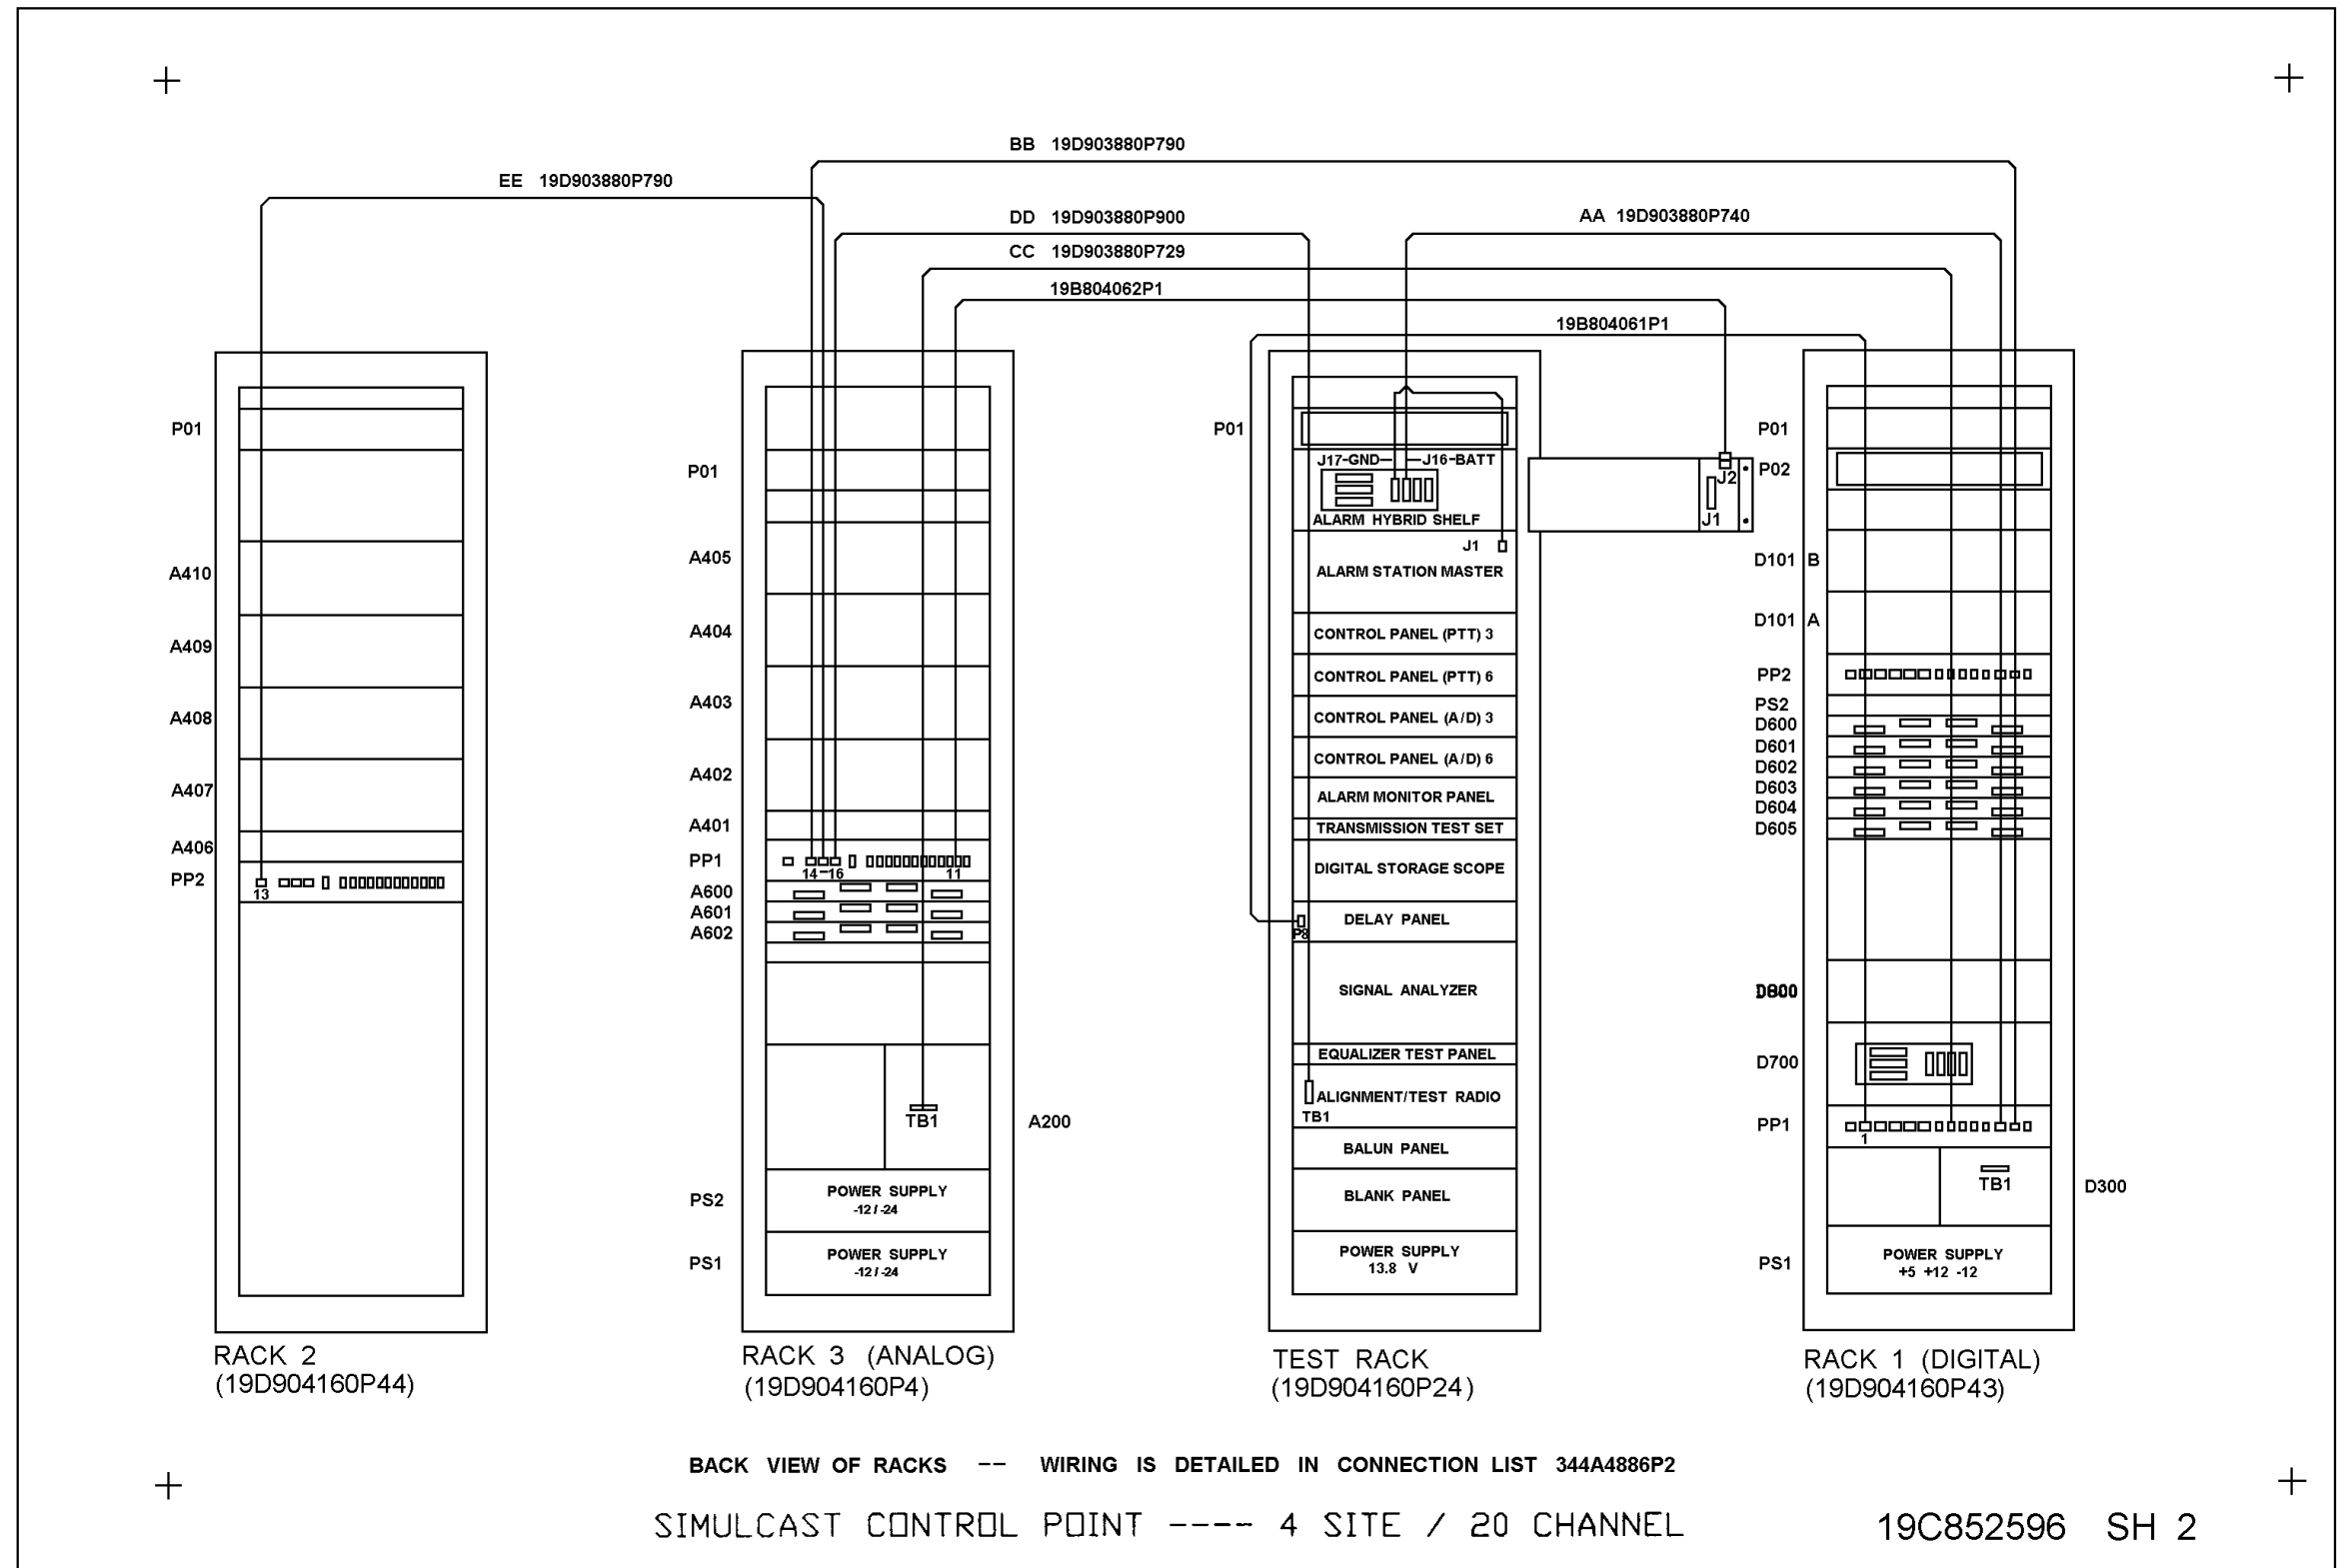 BB 19D903880P790
EE 19D903880P790
DD 19D903880P900
AA 19D903880P740
CC 19D903880P729
19B804062P1
19B804061P1
P01
A410
A409
A408
A407
A406
PP2
13
RACK 2
(19D904160P44)
P01
A405
A404
A403
A402
A401
PP1
14-16
11
A600
A601
A602
TB1
A200
PS2
POWER SUPPLY
-12 / -24
PS1
POWER SUPPLY
-12 / -24
RACK 3 (ANALOG)
(19D904160P4)
P01
J17-GND
J16-BATT
ALARM HYBRID SHELF
J2
J1
J1
ALARM STATION MASTER
CONTROL PANEL (PTT) 3
CONTROL PANEL (PTT) 6
CONTROL PANEL (A/D) 3
CONTROL PANEL (A/D) 6
ALARM MONITOR PANEL
TRANSMISSION TEST SET
DIGITAL STORAGE SCOPE
DELAY PANEL
P8
SIGNAL ANALYZER
EQUALIZER TEST PANEL
ALIGNMENT/TEST RADIO
TB1
BALUN PANEL
BLANK PANEL
POWER SUPPLY
13.8 V
TEST RACK
(19D904160P24)
P01
P02
D101 B
D101 A
PP2
PS2
D600
D601
D602
D603
D604
D605
D700
PP1
1
TB1
D300
PS1
POWER SUPPLY
+5 +12 -12
RACK 1 (DIGITAL)
(19D904160P43)
BACK VIEW OF RACKS -- WIRING IS DETAILED IN CONNECTION LIST 344A4886P2
SIMULCAST CONTROL POINT ---- 4 SITE / 20 CHANNEL
19C852596 SH 2